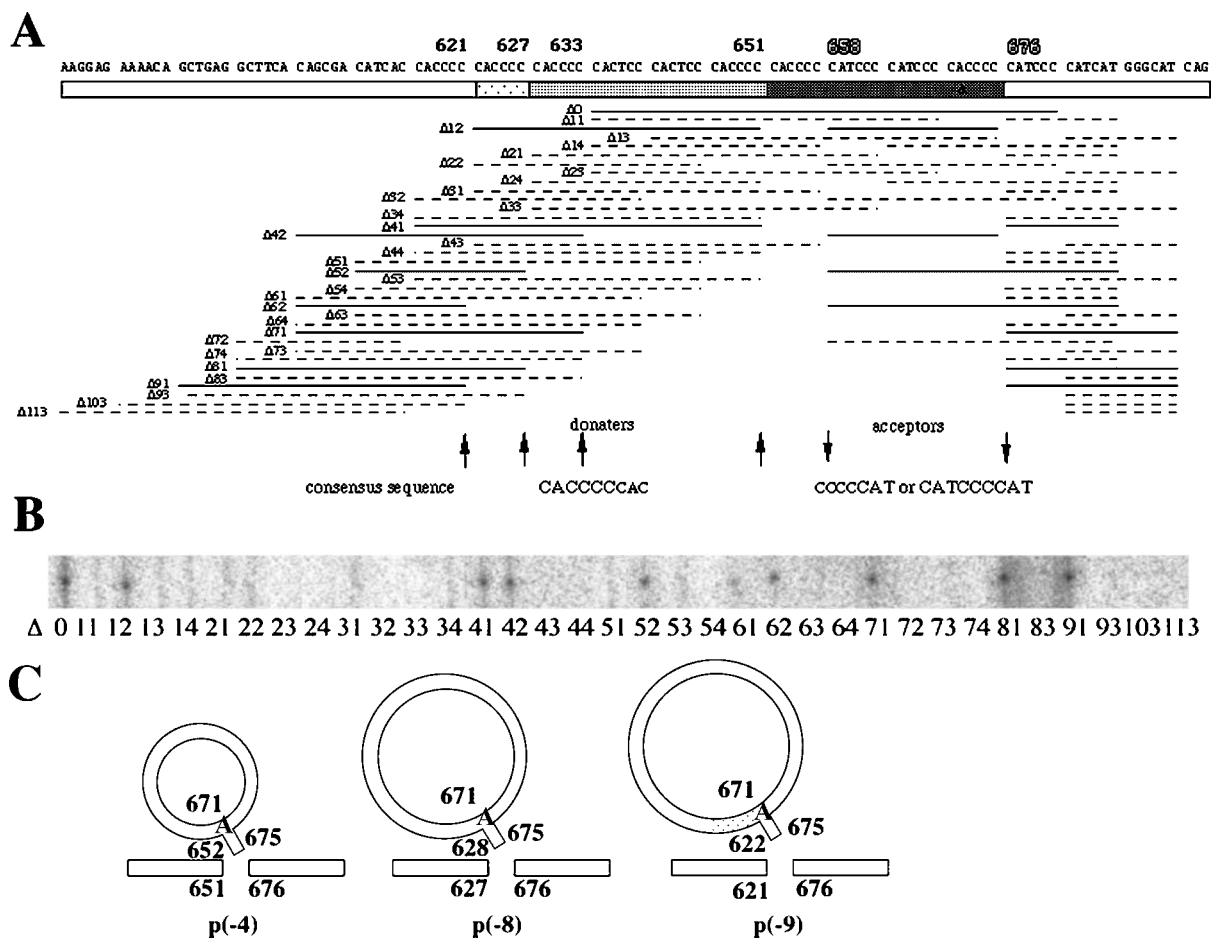 A
621 627 633 651 658 676
AAGGAG AAAACA GCTGAG GCTTCA CAGCGA CATCAC CACCCC CACCCC CACCCC CACTCC CACTCC CACCCC CACCCC CATCCC CATCCC CACCCC CATCCC CATCAT GGGCAT CAG
A
Δ0
Δ11
Δ12
Δ13
Δ14
Δ21
Δ22
Δ23
Δ24
Δ31
Δ32
Δ33
Δ34
Δ41
Δ42
Δ43
Δ44
Δ51
Δ52
Δ53
Δ54
Δ61
Δ62
Δ63
Δ64
Δ71
Δ72
Δ73
Δ74
Δ81
Δ83
Δ91
Δ93
Δ103
Δ113
donaters acceptors
consensus sequence CACCCCCAC CCCCCAT or CATCCCCAT
B
Δ 0 11 12 13 14 21 22 23 24 31 32 33 34 41 42 43 44 51 52 53 54 61 62 63 64 71 72 73 74 81 83 91 93 103 113
C
671 671 671
A A A
675 675 675
652 628 622
651 676 627 676 621 676
p(-4) p(-8) p(-9)